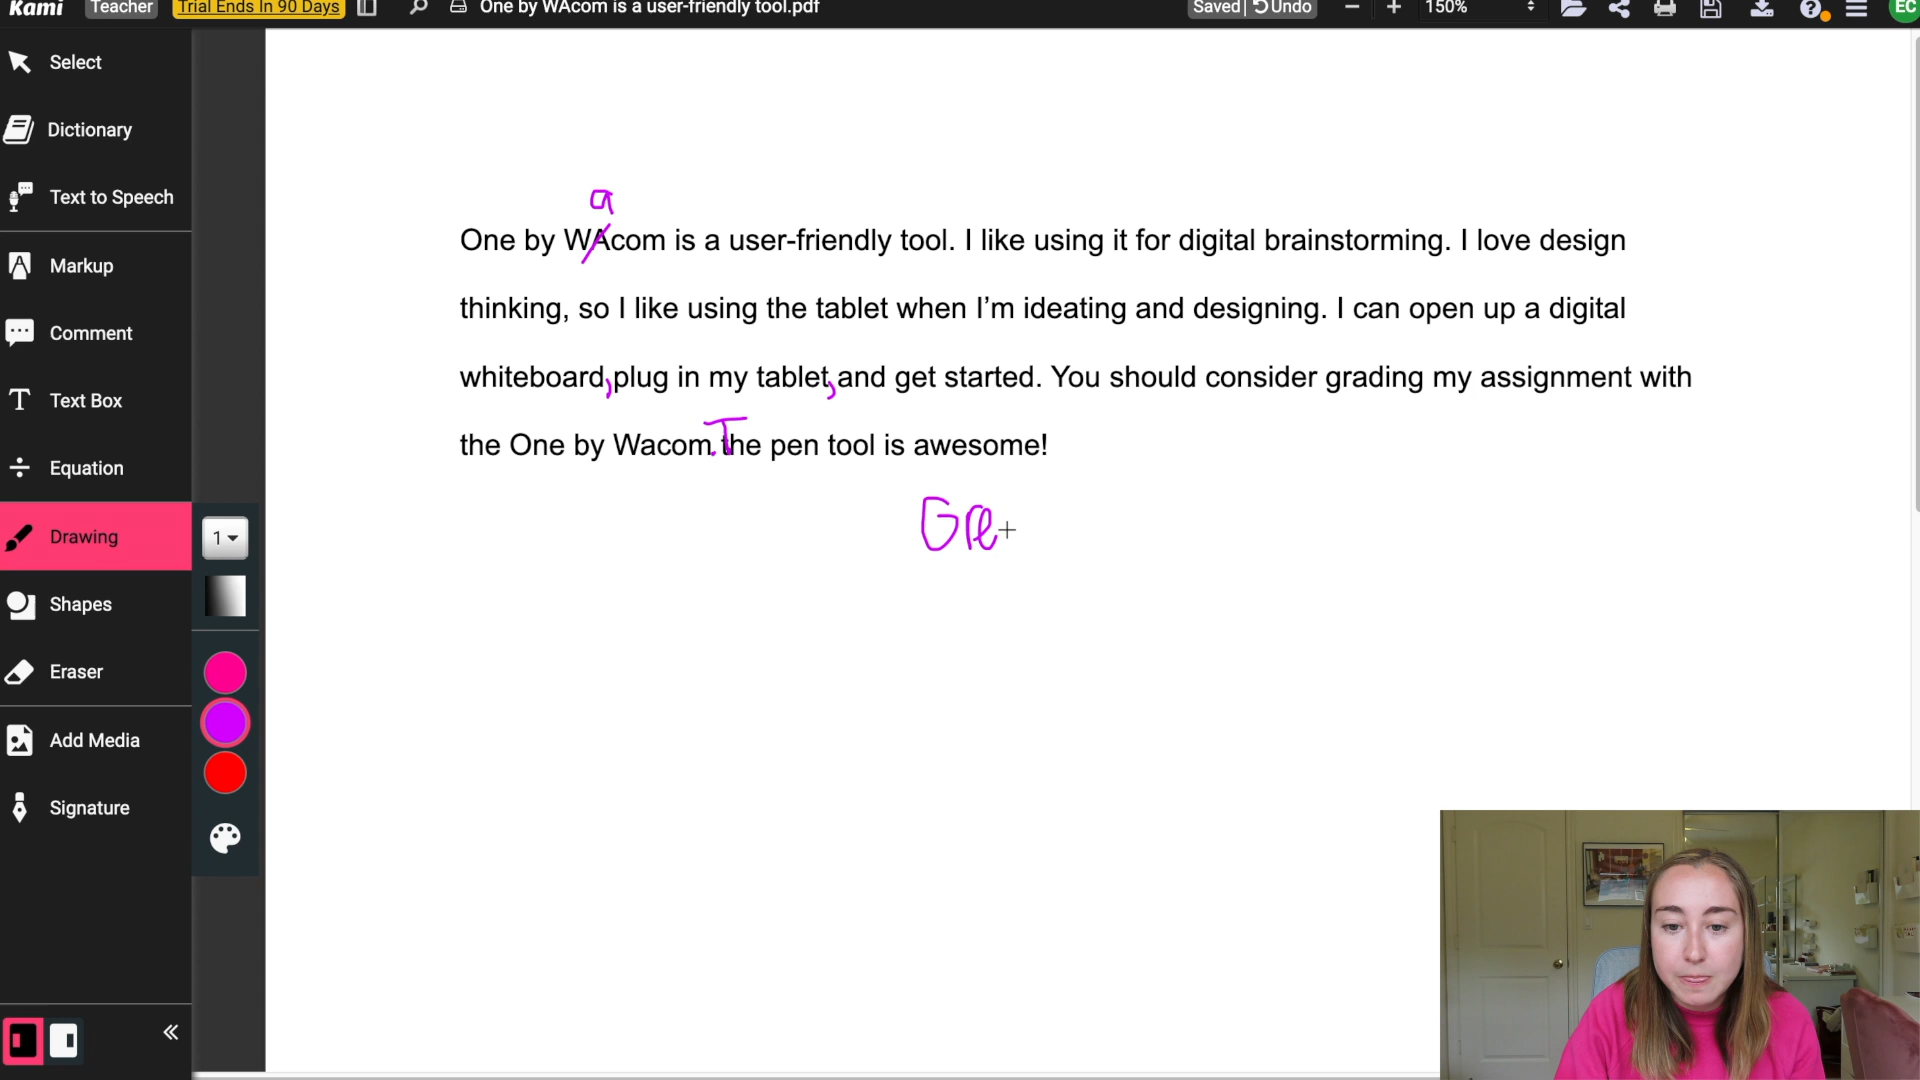 Kami Teacher Trial Ends In 90 Days One by WAcom is a user-friendly tool.pdf Saved Undo 150% EC
Select
Dictionary
Text to Speech
Markup
Comment
Text Box
Equation
Drawing
1
Shapes
Eraser
Add Media
Signature
a
One by WAcom is a user-friendly tool. I like using it for digital brainstorming. I love design
thinking, so I like using the tablet when I’m ideating and designing. I can open up a digital
whiteboard, plug in my tablet, and get started. You should consider grading my assignment with
the One by Wacom. The pen tool is awesome!
Gre